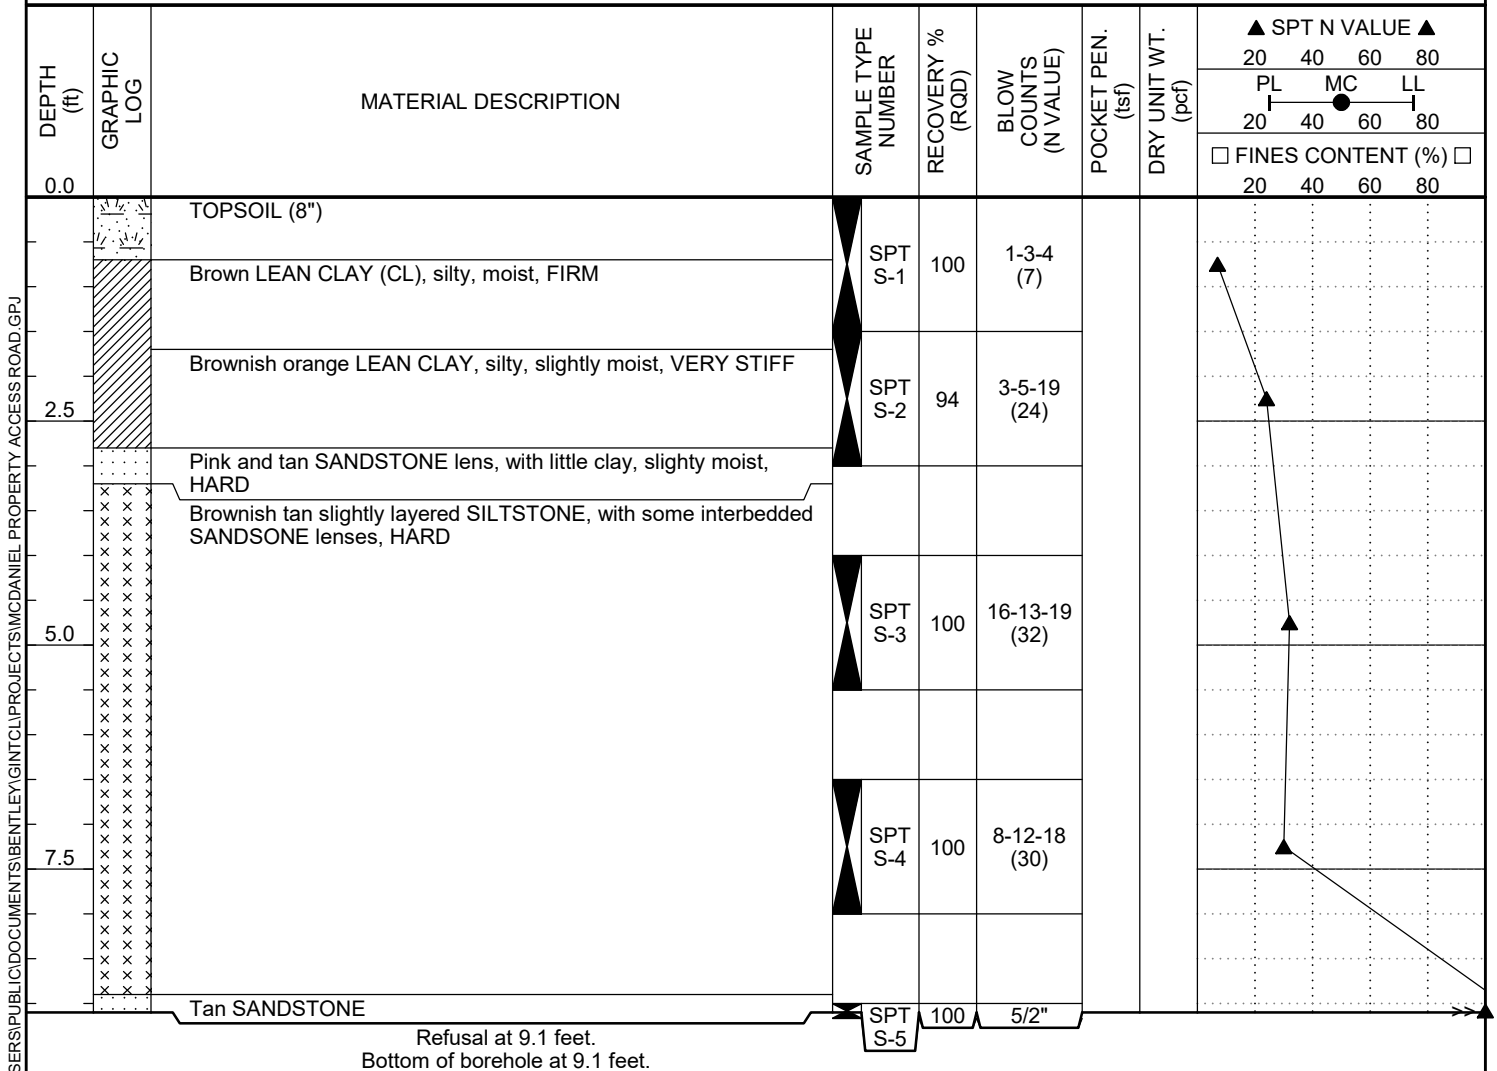 DEPTH
(ft)
GRAPHIC
LOG
MATERIAL DESCRIPTION
SAMPLE TYPE
NUMBER
RECOVERY %
(RQD)
BLOW
COUNTS
(N VALUE)
POCKET PEN.
(tsf)
DRY UNIT WT.
(pcf)
▲ SPT N VALUE ▲
20 40 60 80
PL MC LL
20 40 60 80
□ FINES CONTENT (%) □
20 40 60 80
0.0
TOPSOIL (8")
SPT
S-1
100
1-3-4
(7)
Brown LEAN CLAY (CL), silty, moist, FIRM
Brownish orange LEAN CLAY, silty, slightly moist, VERY STIFF
SPT
S-2
94
3-5-19
(24)
2.5
Pink and tan SANDSTONE lens, with little clay, slighty moist,
HARD
Brownish tan slightly layered SILTSTONE, with some interbedded
SANDSONE lenses, HARD
SPT
S-3
100
16-13-19
(32)
5.0
SPT
S-4
100
8-12-18
(30)
7.5
Tan SANDSTONE
SPT
S-5
100
5/2"
>>
Refusal at 9.1 feet.
Bottom of borehole at 9.1 feet.
SERS\PUBLIC\DOCUMENTS\BENTLEY\GINTCL\PROJECTS\MCDANIEL PROPERTY ACCESS ROAD.GPJ